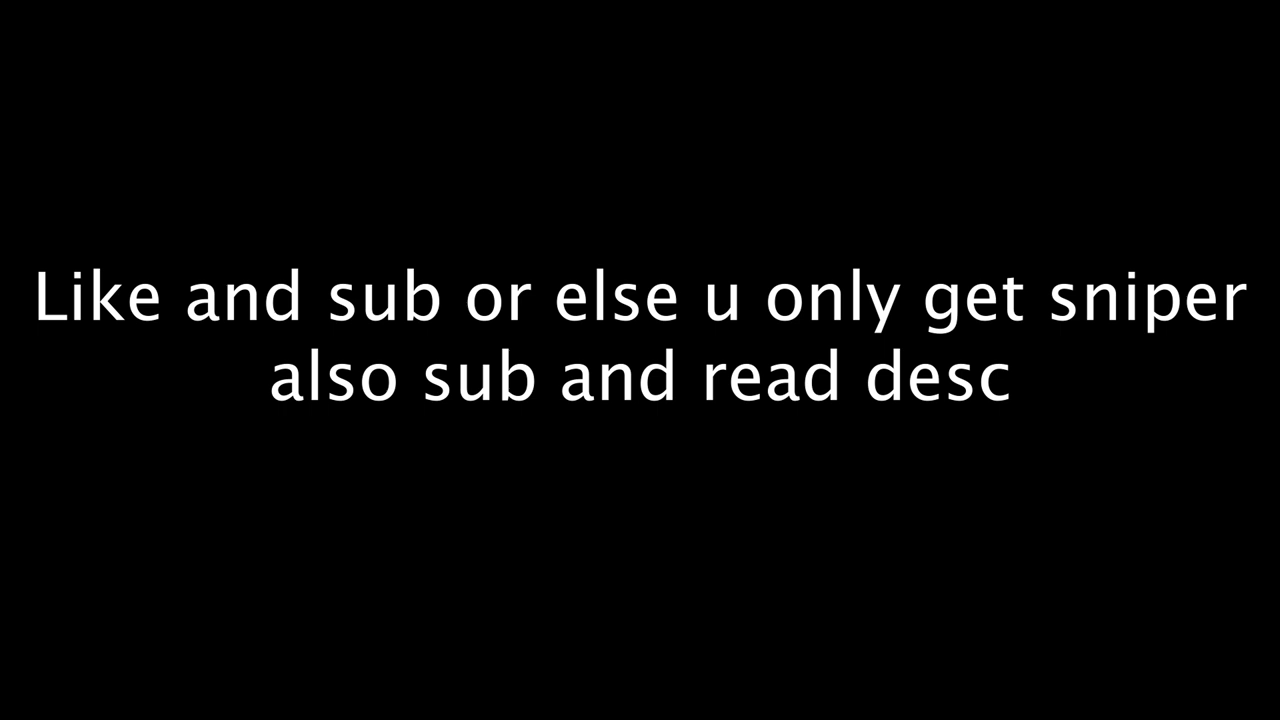 Like and sub or else u only get sniper
also sub and read desc